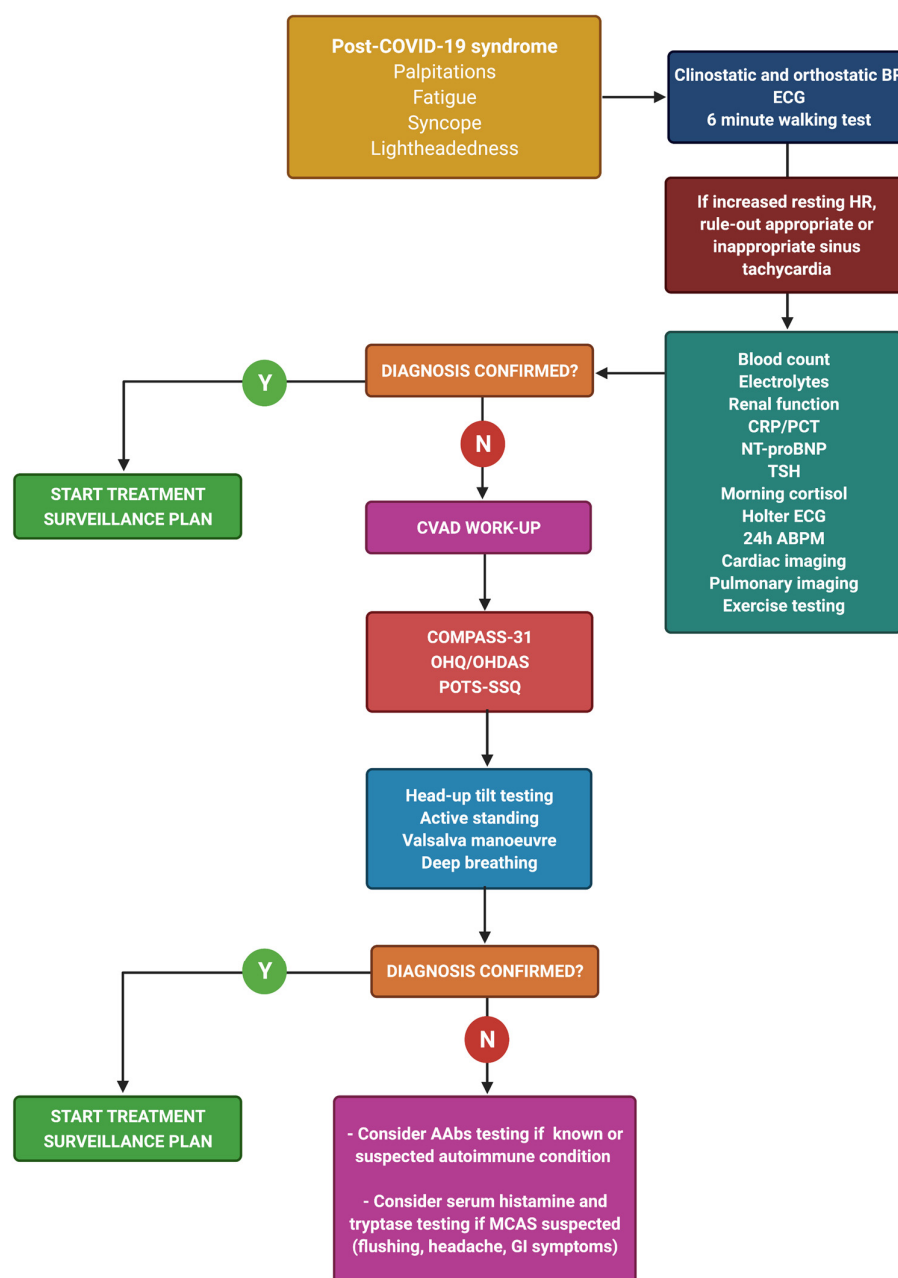 Post-COVID-19 syndrome
Palpitations
Fatigue
Syncope
Lightheadedness
Clinostatic and orthostatic BP
ECG
6 minute walking test
If increased resting HR,
rule-out appropriate or
inappropriate sinus
tachycardia
Blood count
Electrolytes
Renal function
CRP/PCT
NT-proBNP
TSH
Morning cortisol
Holter ECG
24h ABPM
Cardiac imaging
Pulmonary imaging
Exercise testing
DIAGNOSIS CONFIRMED?
Y
N
START TREATMENT
SURVEILLANCE PLAN
CVAD WORK-UP
COMPASS-31
OHQ/OHDAS
POTS-SSQ
Head-up tilt testing
Active standing
Valsalva manoeuvre
Deep breathing
DIAGNOSIS CONFIRMED?
Y
N
START TREATMENT
SURVEILLANCE PLAN
- Consider AAbs testing if known or
suspected autoimmune condition
- Consider serum histamine and
tryptase testing if MCAS suspected
(flushing, headache, GI symptoms)